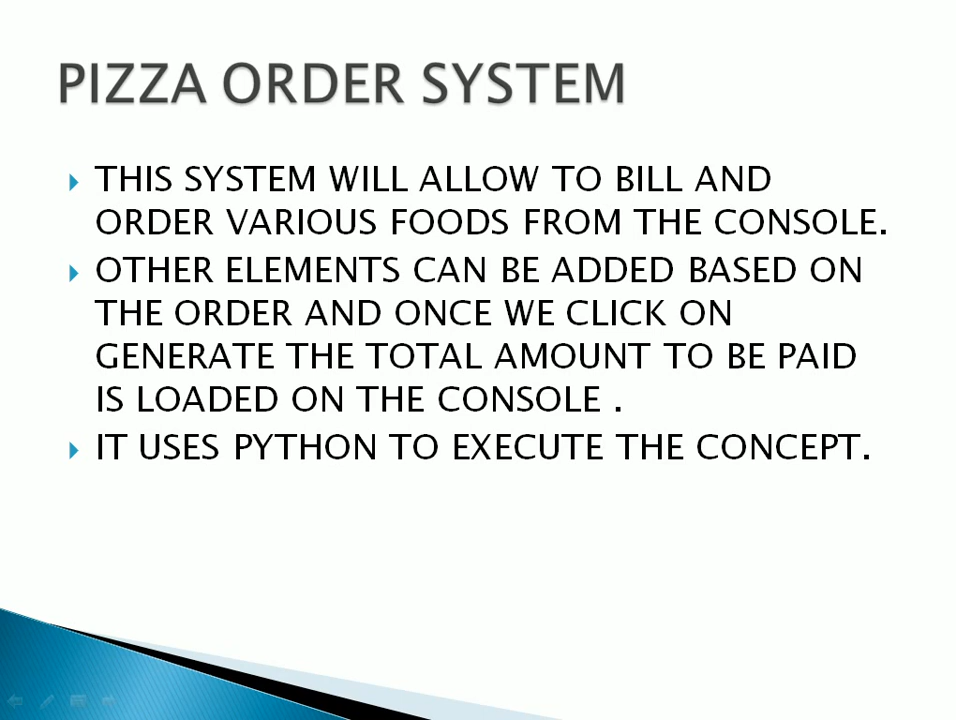 PIZZA ORDER SYSTEM
THIS SYSTEM WILL ALLOW TO BILL AND
ORDER VARIOUS FOODS FROM THE CONSOLE.
OTHER ELEMENTS CAN BE ADDED BASED ON
THE ORDER AND ONCE WE CLICK ON
GENERATE THE TOTAL AMOUNT TO BE PAID
IS LOADED ON THE CONSOLE .
IT USES PYTHON TO EXECUTE THE CONCEPT.